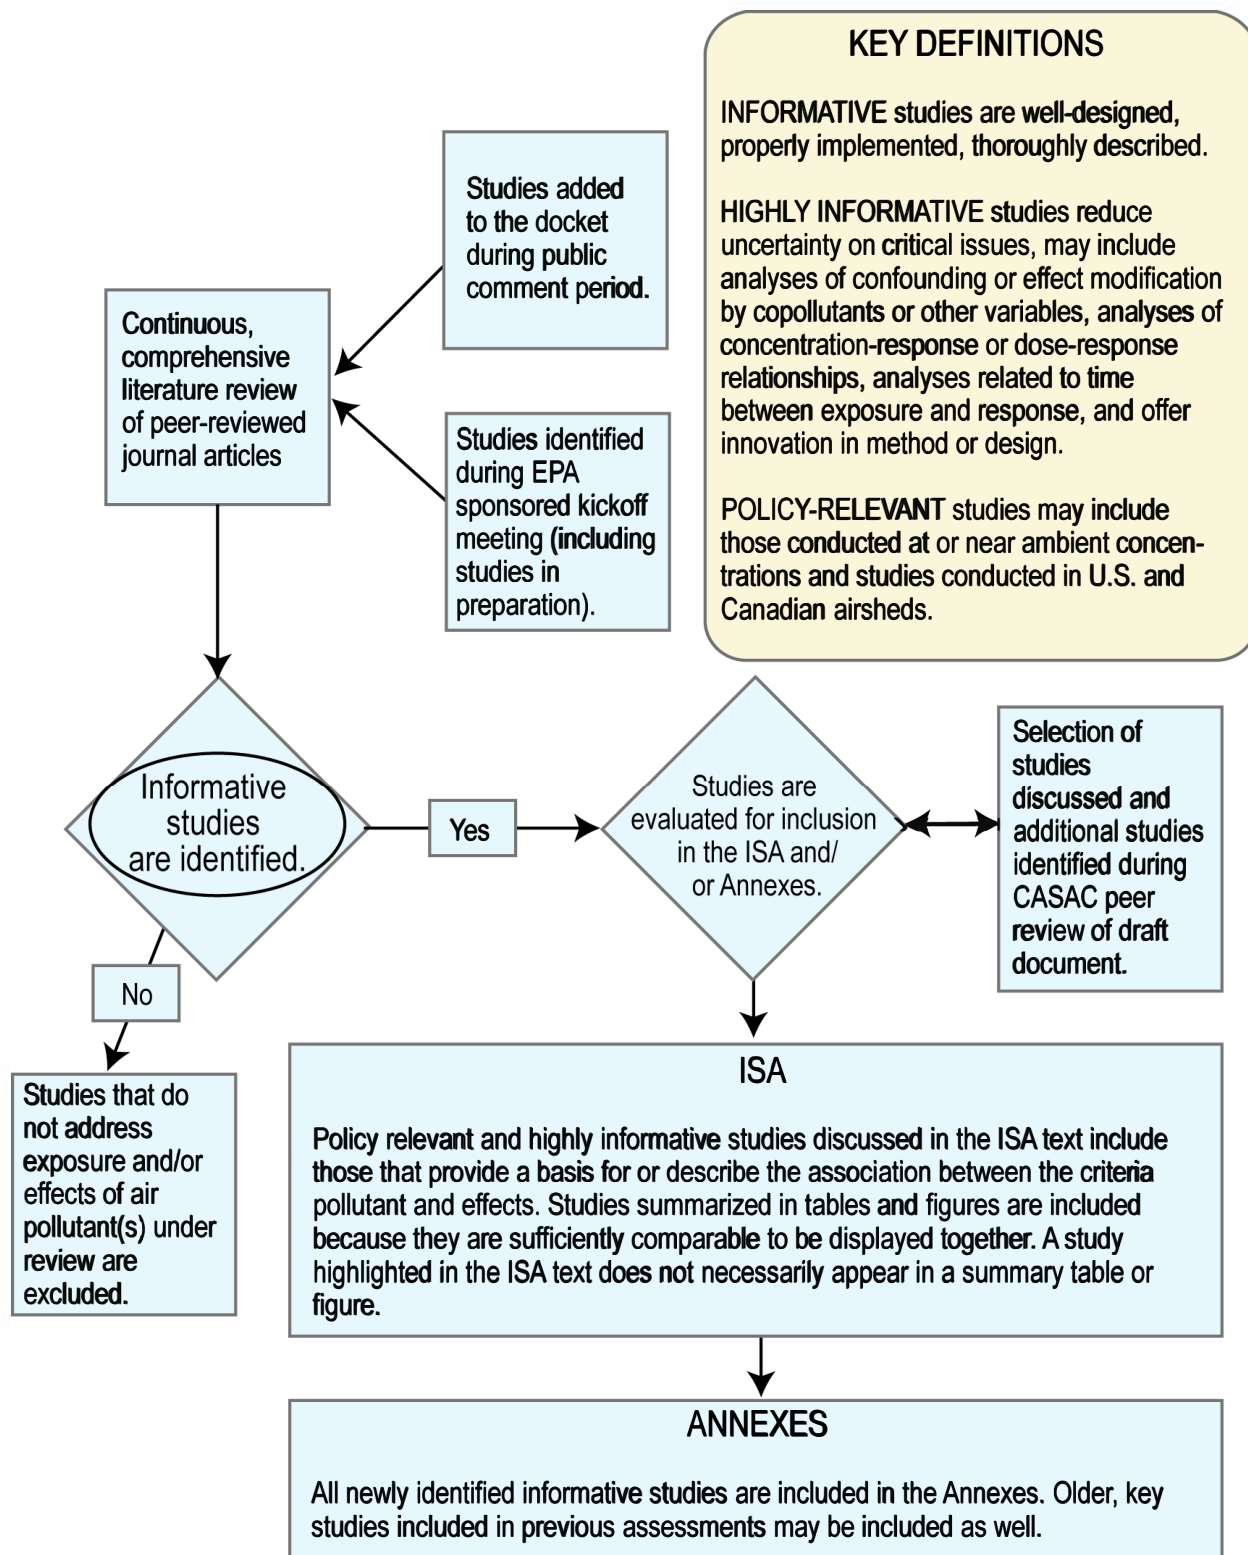 KEY DEFINITIONS
INFORMATIVE studies are well-designed,
properly implemented, thoroughly described.
HIGHLY INFORMATIVE studies reduce
uncertainty on critical issues, may include
analyses of confounding or effect modification
by copollutants or other variables, analyses of
concentration-response or dose-response
relationships, analyses related to time
between exposure and response, and offer
innovation in method or design.
POLICY-RELEVANT studies may include
those conducted at or near ambient concen-
trations and studies conducted in U.S. and
Canadian airsheds.
Studies added
to the docket
during public
comment period.
Continuous,
comprehensive
literature review
of peer-reviewed
journal articles
Studies identified
during EPA
sponsored kickoff
meeting (including
studies in
preparation).
Informative
studies
are identified.
Yes
Studies are
evaluated for inclusion
in the ISA and/
or Annexes.
Selection of
studies
discussed and
additional studies
identified during
CASAC peer
review of draft
document.
No
Studies that do
not address
exposure and/or
effects of air
pollutant(s) under
review are
excluded.
ISA
Policy relevant and highly informative studies discussed in the ISA text include
those that provide a basis for or describe the association between the criteria
pollutant and effects. Studies summarized in tables and figures are included
because they are sufficiently comparable to be displayed together. A study
highlighted in the ISA text does not necessarily appear in a summary table or
figure.
ANNEXES
All newly identified informative studies are included in the Annexes. Older, key
studies included in previous assessments may be included as well.